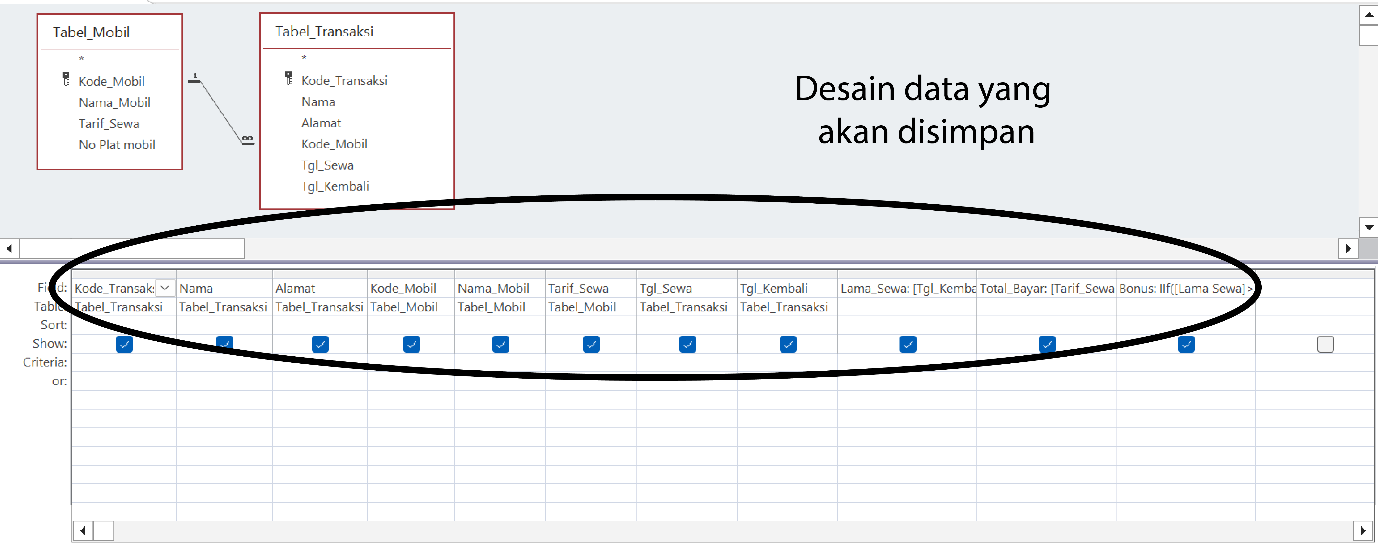 Tabel_Mobil
*
Kode_Mobil
Nama_Mobil
Tarif_Sewa
No Plat mobil
1
∞
Tabel_Transaksi
*
Kode_Transaksi
Nama
Alamat
Kode_Mobil
Tgl_Sewa
Tgl_Kembali
Desain data yang
akan disimpan
Field: Kode_Transaks Nama Alamat Kode_Mobil Nama_Mobil Tarif_Sewa Tgl_Sewa Tgl_Kembali Lama_Sewa: [Tgl_Kemba Total_Bayar: [Tarif_Sewa Bonus: IIf([Lama Sewa]>
Table: Tabel_Transaksi Tabel_Transaksi Tabel_Transaksi Tabel_Mobil Tabel_Mobil Tabel_Mobil Tabel_Transaksi Tabel_Transaksi
Sort:
Show:
Criteria:
or: